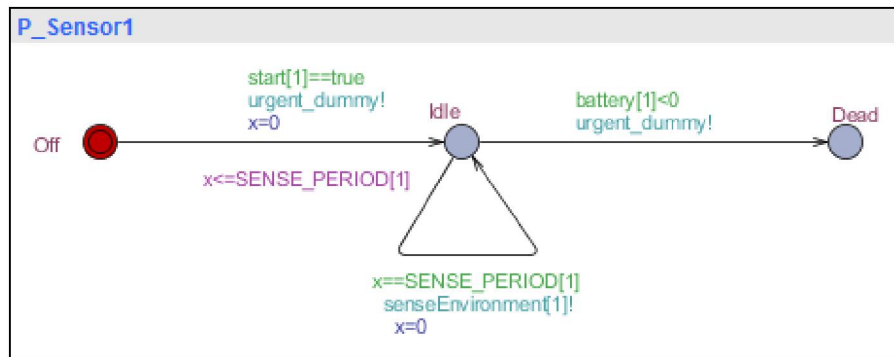 P_Sensor1
start[1]==true
urgent_dummy!
x=0
Idle
battery[1]<0
urgent_dummy!
Dead
Off
x<=SENSE_PERIOD[1]
x==SENSE_PERIOD[1]
senseEnvironment[1]!
x=0